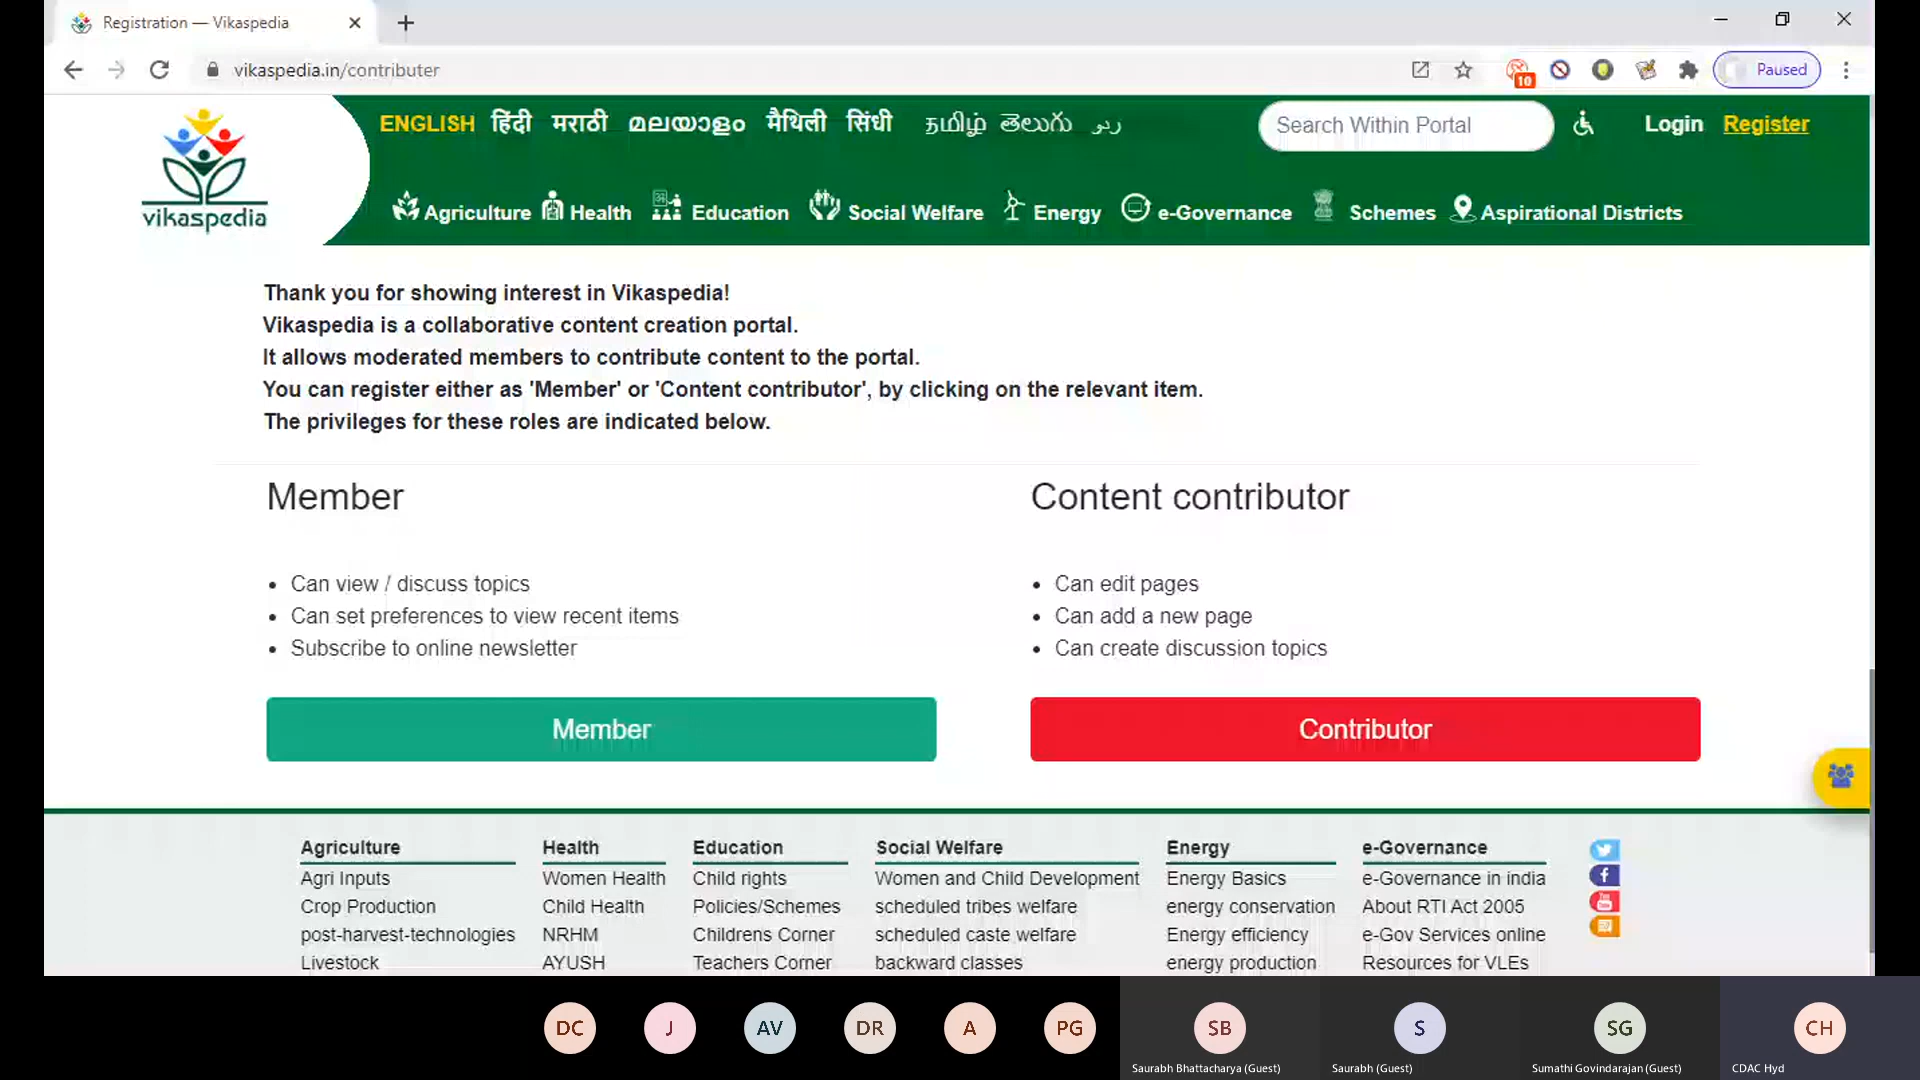 Registration — Vikaspedia
vikaspedia.in/contributer
10
Paused
ENGLISH हिंदी मराठी മലയാളം मैथिली सिंधी தமிழ் తెలుగు
Search Within Portal
Login Register
vikaspedia
Agriculture Health Education Social Welfare Energy e-Governance Schemes Aspirational Districts
Thank you for showing interest in Vikaspedia!
Vikaspedia is a collaborative content creation portal.
It allows moderated members to contribute content to the portal.
You can register either as 'Member' or 'Content contributor', by clicking on the relevant item.
The privileges for these roles are indicated below.
Member
Can view / discuss topics
Can set preferences to view recent items
Subscribe to online newsletter
Member
Content contributor
Can edit pages
Can add a new page
Can create discussion topics
Contributor
Agriculture
Agri Inputs
Crop Production
post-harvest-technologies
Livestock
Health
Women Health
Child Health
NRHM
AYUSH
Education
Child rights
Policies/Schemes
Childrens Corner
Teachers Corner
Social Welfare
Women and Child Development
scheduled tribes welfare
scheduled caste welfare
backward classes
Energy
Energy Basics
energy conservation
Energy efficiency
energy production
e-Governance
e-Governance in india
About RTI Act 2005
e-Gov Services online
Resources for VLEs
DC J AV DR A PG SB S SG CH
Saurabh Bhattacharya (Guest) Saurabh (Guest) Sumathi Govindarajan (Guest) CDAC Hyd